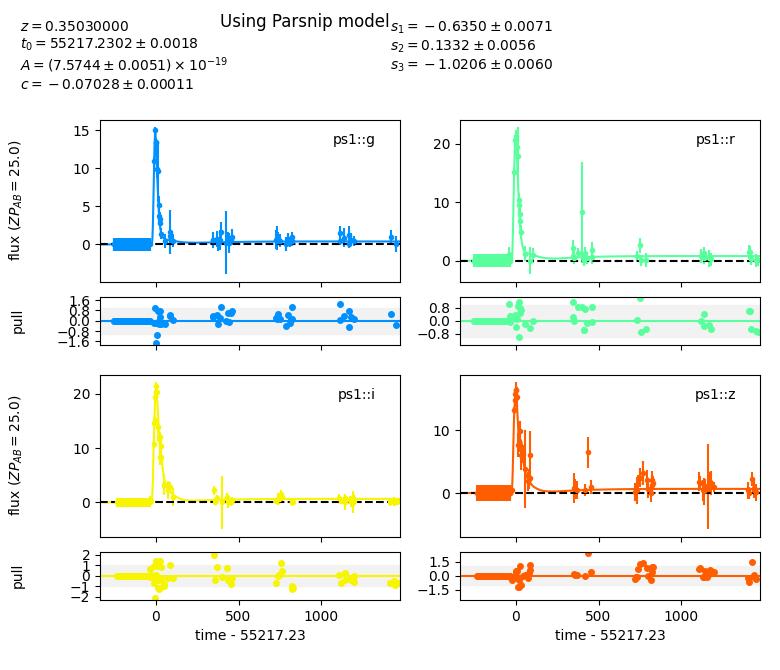 Using Parsnip model
z = 0.35030000
t₀ = 55217.2302 ± 0.0018
A = (7.5744 ± 0.0051) × 10⁻¹⁹
c = −0.07028 ± 0.00011
s₁ = −0.6350 ± 0.0071
s₂ = 0.1332 ± 0.0056
s₃ = −1.0206 ± 0.0060
flux (ZP_AB = 25.0)
15
10
5
0
ps1::g
20
10
0
ps1::r
pull
1.6
0.8
0.0
−0.8
−1.6
0.8
0.0
−0.8
flux (ZP_AB = 25.0)
20
10
0
ps1::i
10
0
ps1::z
pull
2
1
0
−1
−2
1.5
0.0
−1.5
0 500 1000
0 500 1000
time - 55217.23
time - 55217.23